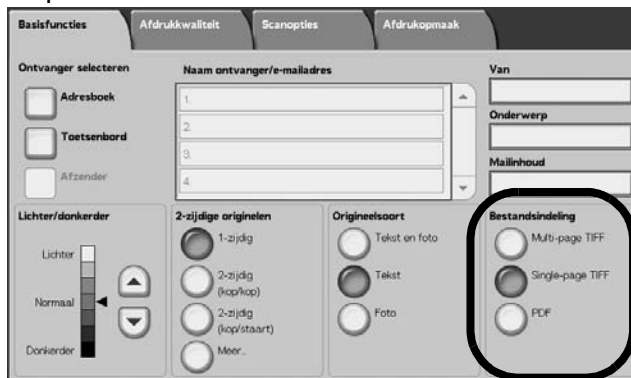 Basisfuncties
Afdrukkwaliteit
Scanopties
Afdrukopmaak
Ontvanger selecteren
Adresboek
Toetsenbord
Afzender
Naam ontvanger/e-mailadres
1.
2.
3.
4.
Van
Onderwerp
Mailinhoud
Lichter/donkerder
Lichter
Normaal
Donkerder
2-zijdige originelen
1-zijdig
2-zijdig
(kop/kop)
2-zijdig
(kop/staart)
Meer..
Origineelsoort
Tekst en foto
Tekst
Foto
Bestandsindeling
Multi-page TIFF
Single-page TIFF
PDF